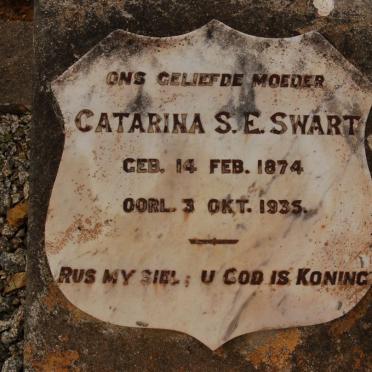 ONS GELIEFDE MOEDER
CATARINA S. E. SWART
GEB. 14 FEB. 1874
OORL. 3 OKT. 1935.
RUS MY SIEL; U GOD IS KONING